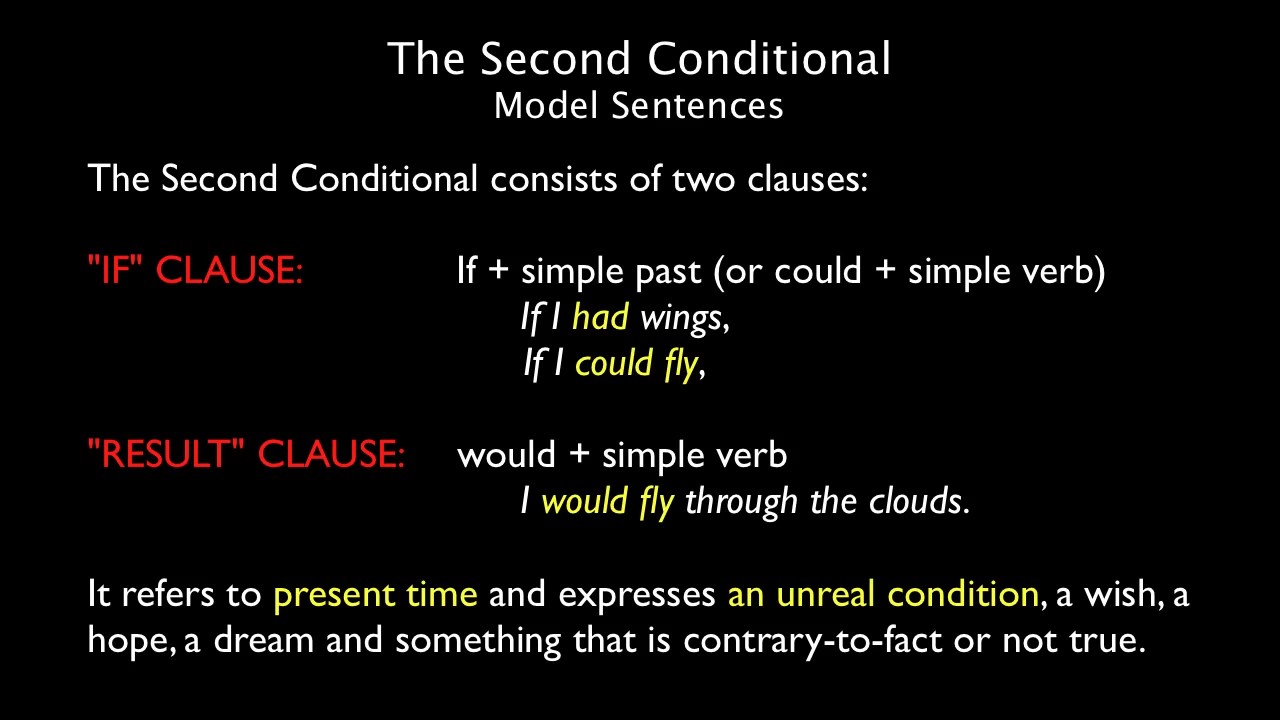 The Second Conditional
Model Sentences
The Second Conditional consists of two clauses:
"IF" CLAUSE: If + simple past (or could + simple verb)
If I had wings,
If I could fly,
"RESULT" CLAUSE: would + simple verb
I would fly through the clouds.
It refers to present time and expresses an unreal condition, a wish, a
hope, a dream and something that is contrary-to-fact or not true.